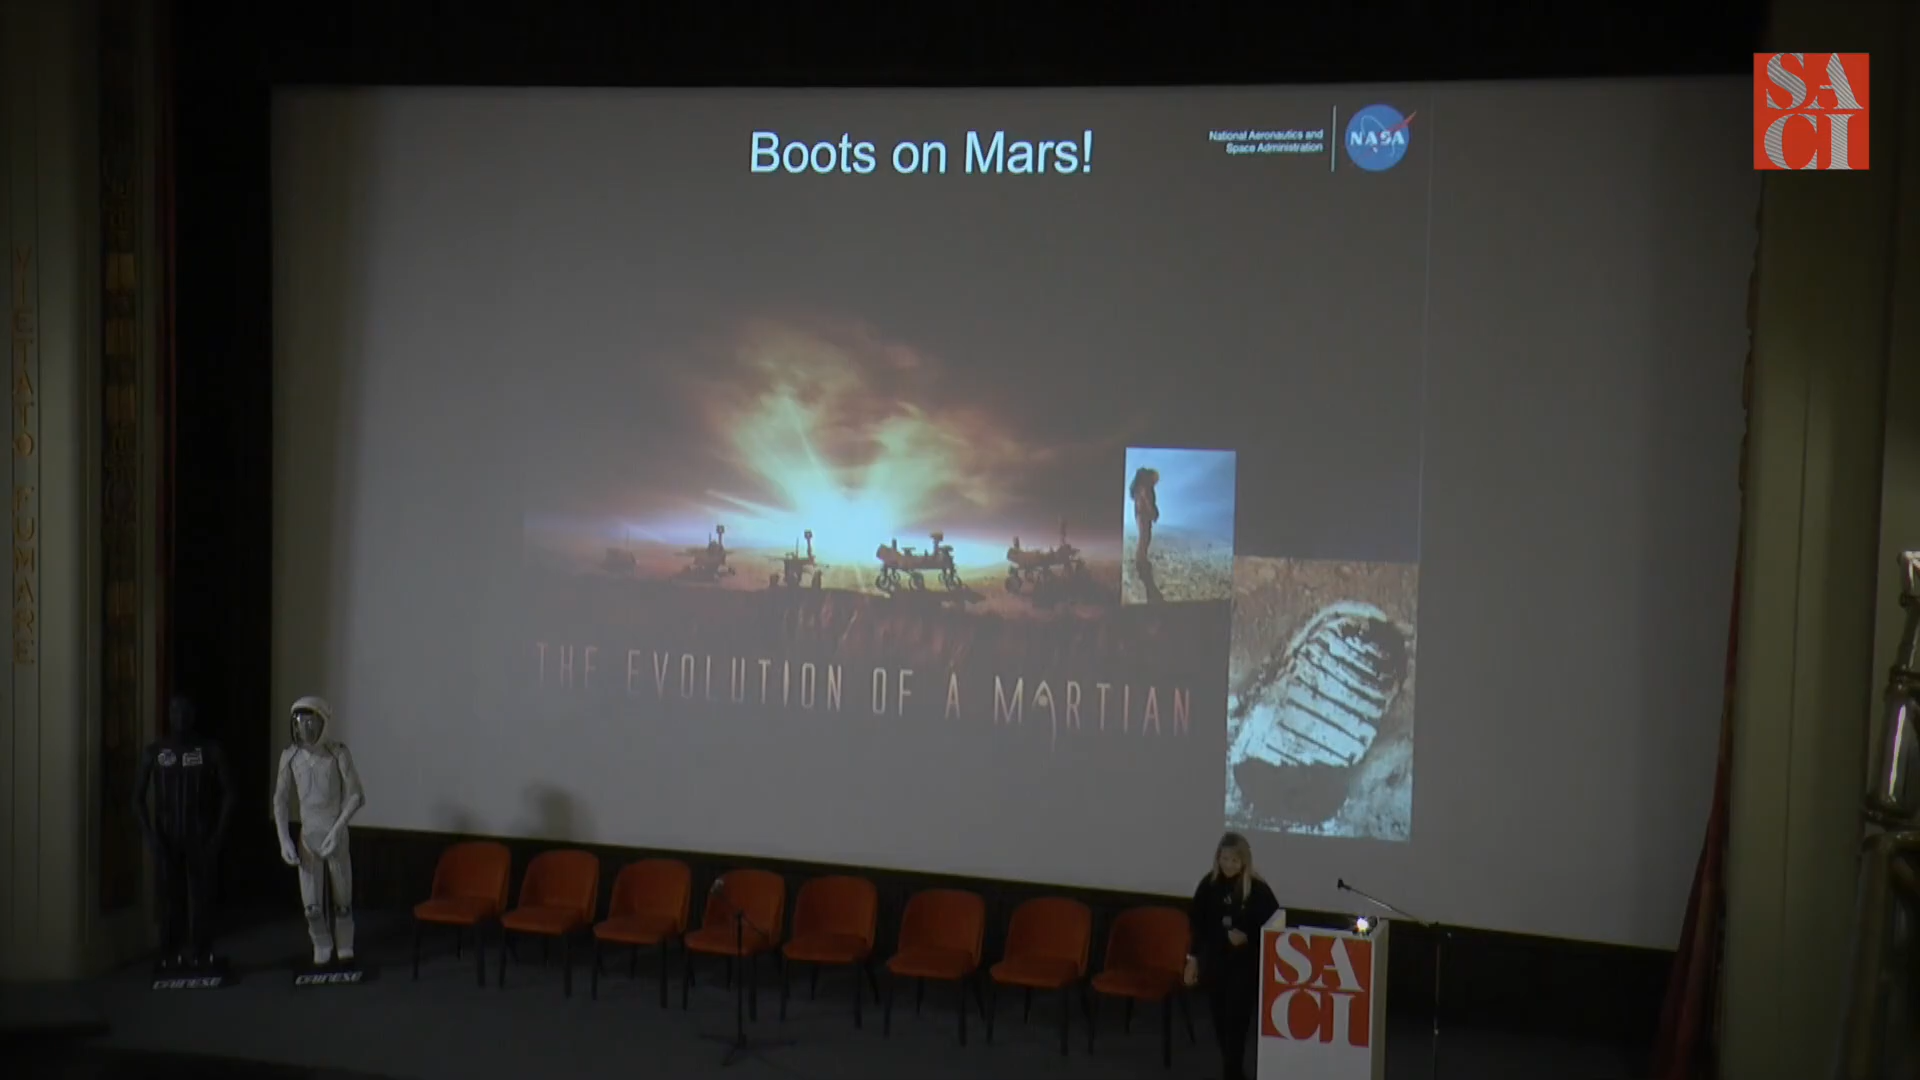 Boots on Mars!
National Aeronautics and
Space Administration
NASA
SA
CI
VIETATO FUMARE
THE EVOLUTION OF A MARTIAN
DAINESE
DAINESE
SA
CI